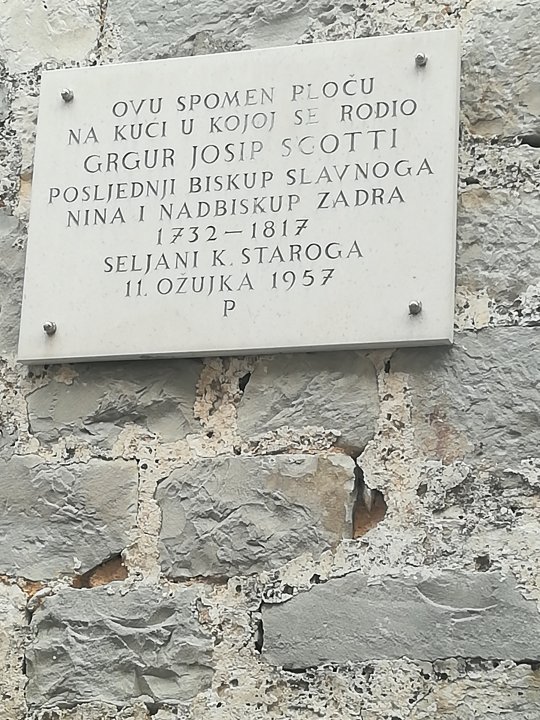 OVU SPOMEN PLOČU
NA KUĆI U KOJOJ SE RODIO
GRGUR JOSIP SCOTTI
POSLJEDNJI BISKUP SLAVNOGA
NINA I NADBISKUP ZADRA
1732-1817
SELJANI K. STAROGA
11. OŽUJKA 1957
P